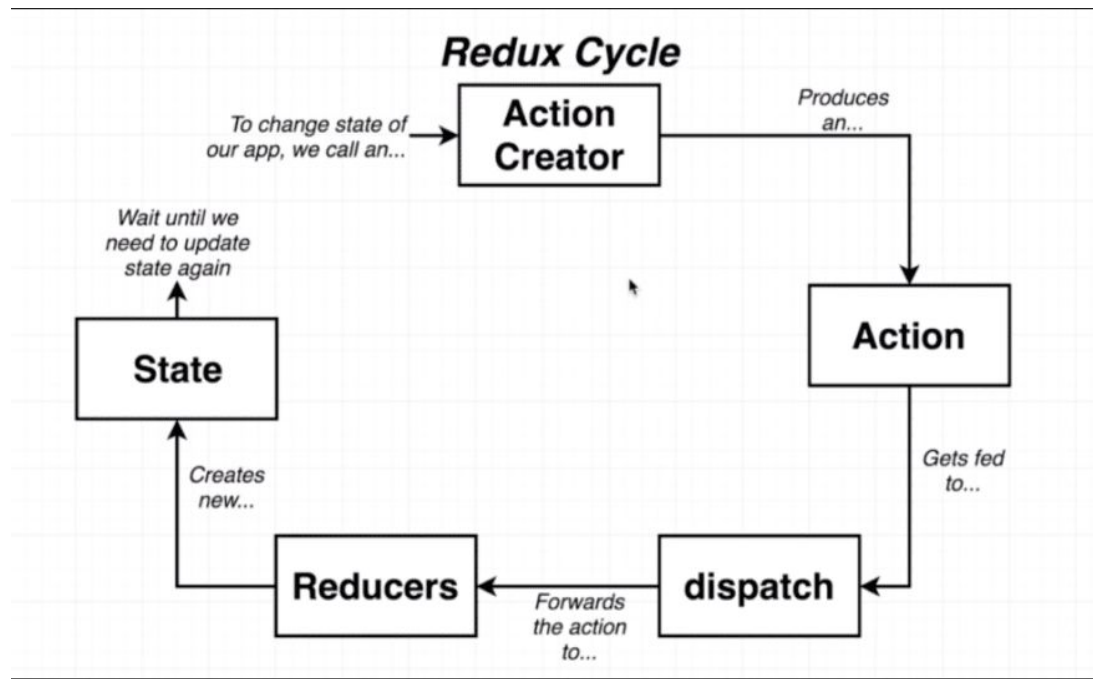 Redux Cycle
To change state of
our app, we call an...
Action
Creator
Produces
an...
Action
Gets fed
to...
dispatch
Forwards
the action
to...
Reducers
Creates
new...
State
Wait until we
need to update
state again